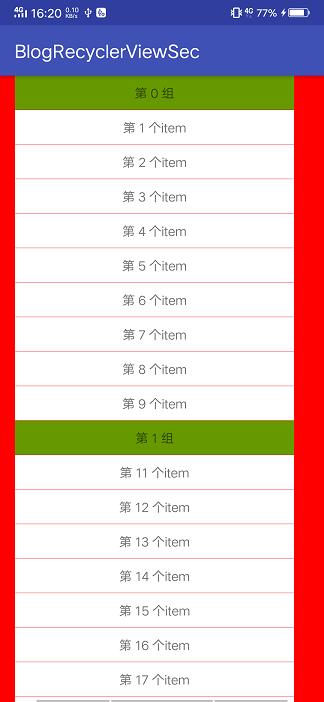 4G 16:20 0.10 KB/s 4G 77%
BlogRecyclerViewSec
第 0 组
第 1 个item
第 2 个item
第 3 个item
第 4 个item
第 5 个item
第 6 个item
第 7 个item
第 8 个item
第 9 个item
第 1 组
第 11 个item
第 12 个item
第 13 个item
第 14 个item
第 15 个item
第 16 个item
第 17 个item